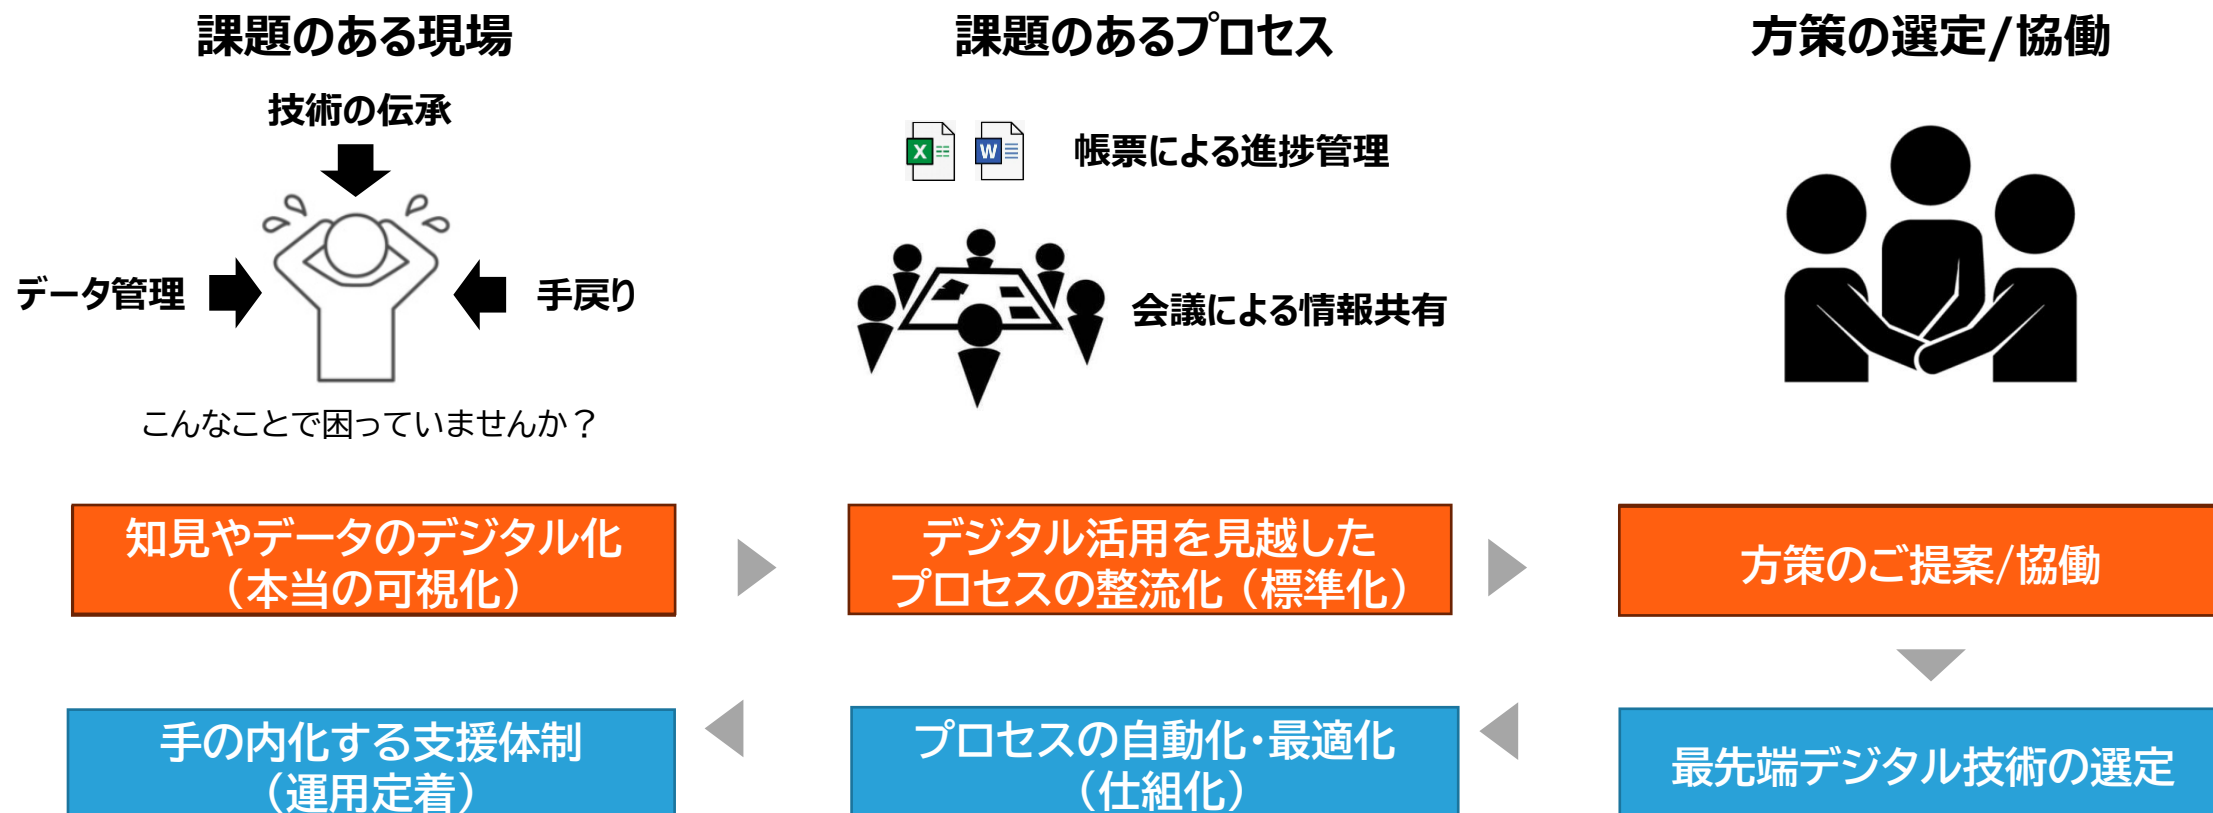 課題のある現場
課題のあるプロセス
方策の選定/協働
技術の伝承
データ管理
手戻り
こんなことで困っていませんか？
X
W
帳票による進捗管理
会議による情報共有
知見やデータのデジタル化
（本当の可視化）
デジタル活用を見越した
プロセスの整流化（標準化）
方策のご提案/協働
手の内化する支援体制
（運用定着）
プロセスの自動化・最適化
（仕組化）
最先端デジタル技術の選定